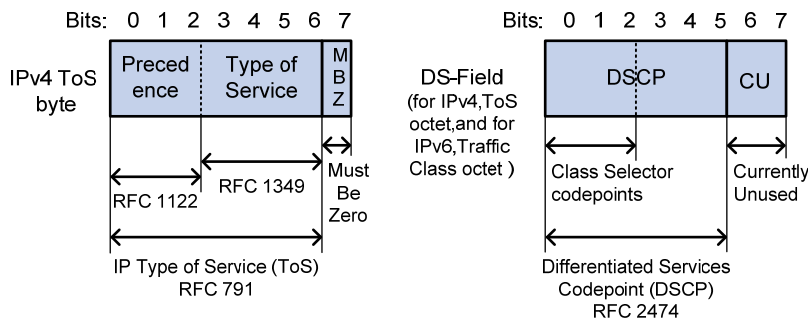 Bits: 0 1 2 3 4 5 6 7
IPv4 ToS
byte
Preced
ence
Type of
Service
M
B
Z
RFC 1122
RFC 1349
Must
Be
Zero
IP Type of Service (ToS)
RFC 791
Bits: 0 1 2 3 4 5 6 7
DS-Field
(for IPv4,ToS
octet,and for
IPv6,Traffic
Class octet )
DSCP
CU
Class Selector
codepoints
Currently
Unused
Differentiated Services
Codepoint (DSCP)
RFC 2474